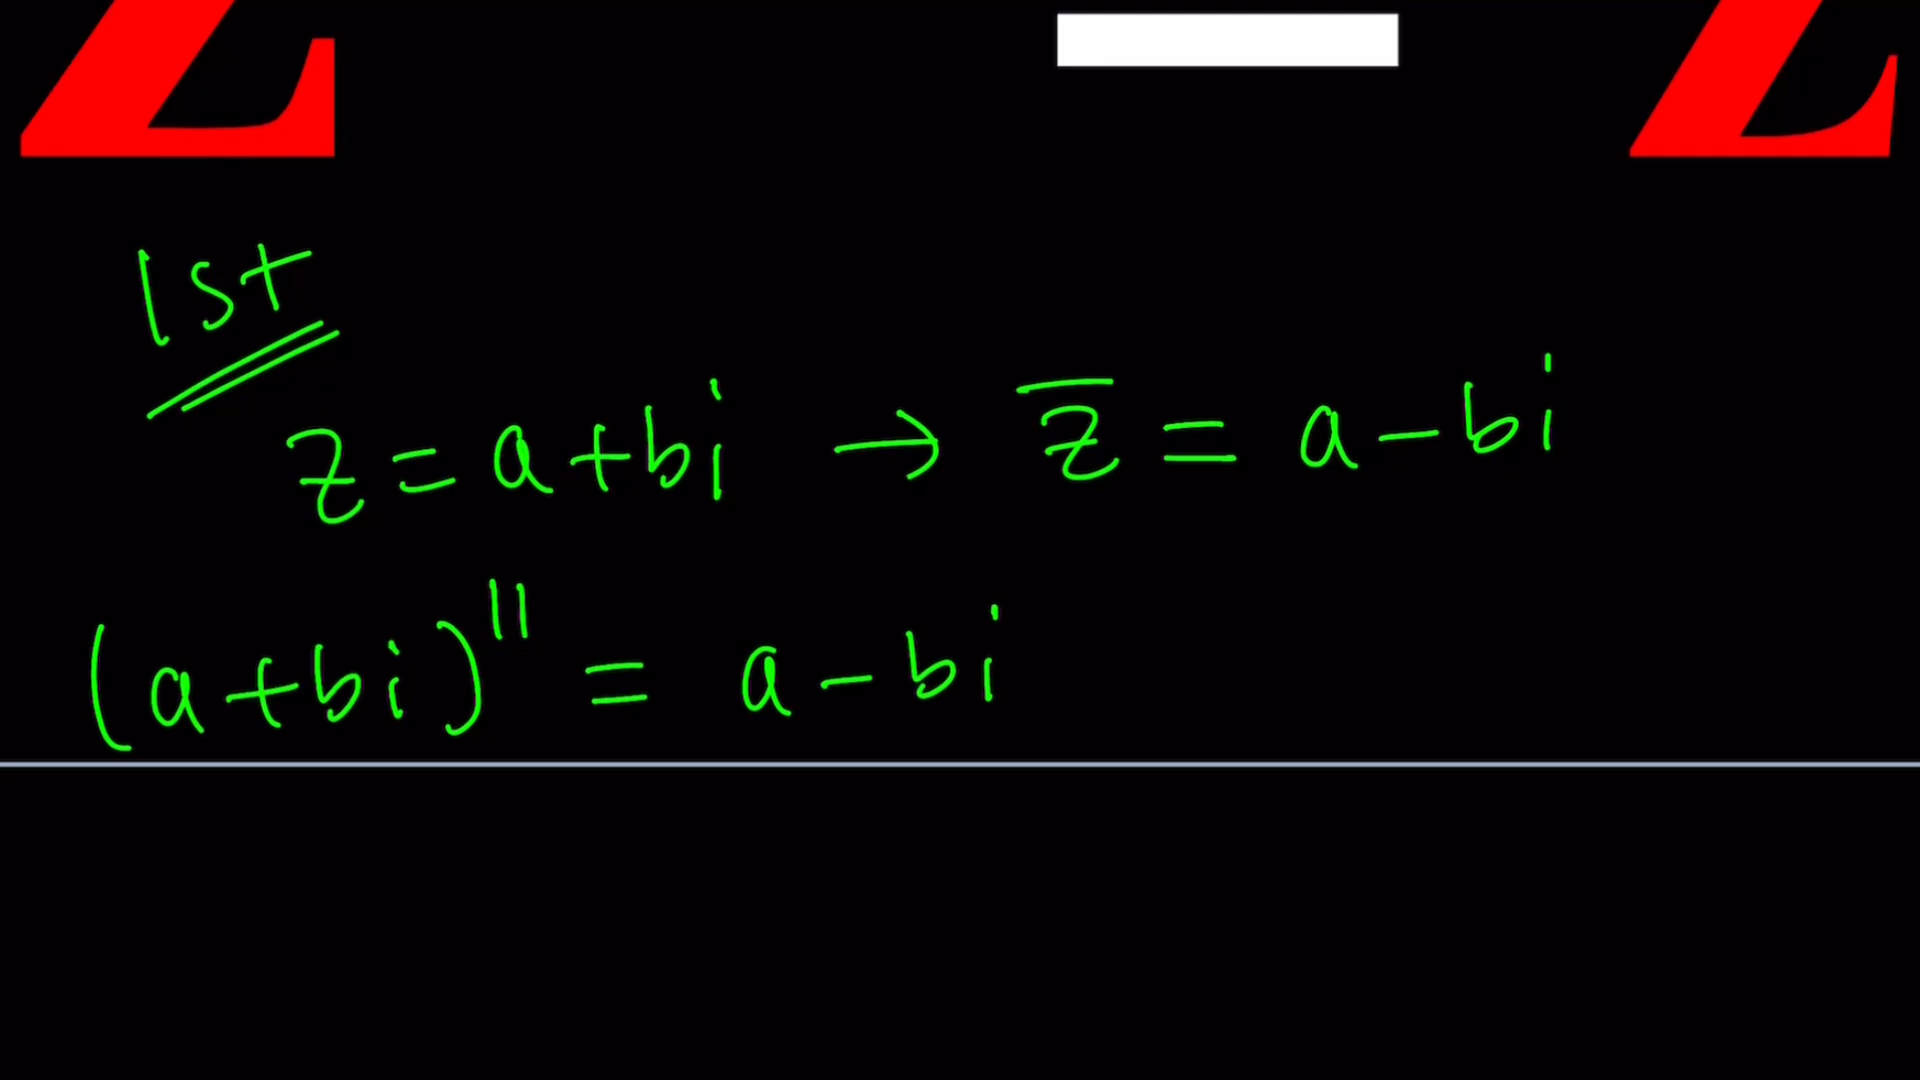 Z Z
1st
z = a+bi → z̅ = a-bi
(a+bi)¹¹ = a-bi